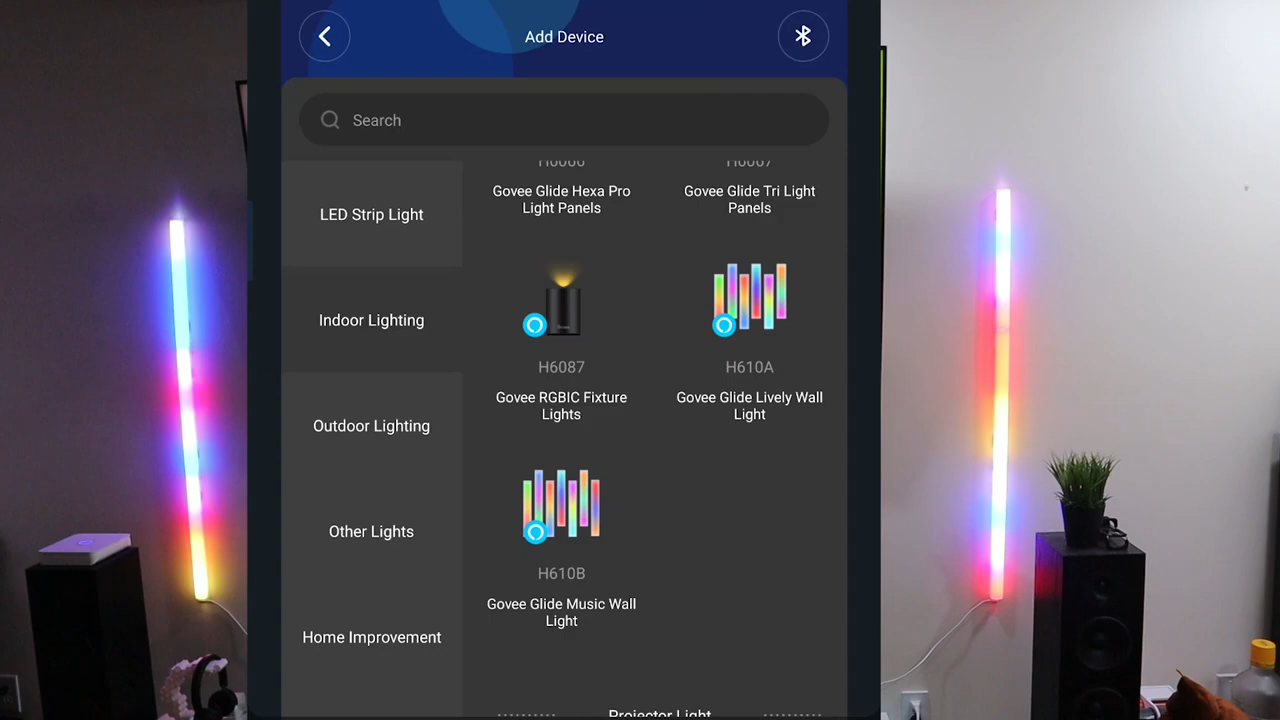 Add Device
Search
LED Strip Light
Indoor Lighting
Outdoor Lighting
Other Lights
Home Improvement
H6066
H6067
Govee Glide Hexa Pro
Light Panels
Govee Glide Tri Light
Panels
H6087
H610A
Govee RGBIC Fixture
Lights
Govee Glide Lively Wall
Light
H610B
Govee Glide Music Wall
Light
Projector Light